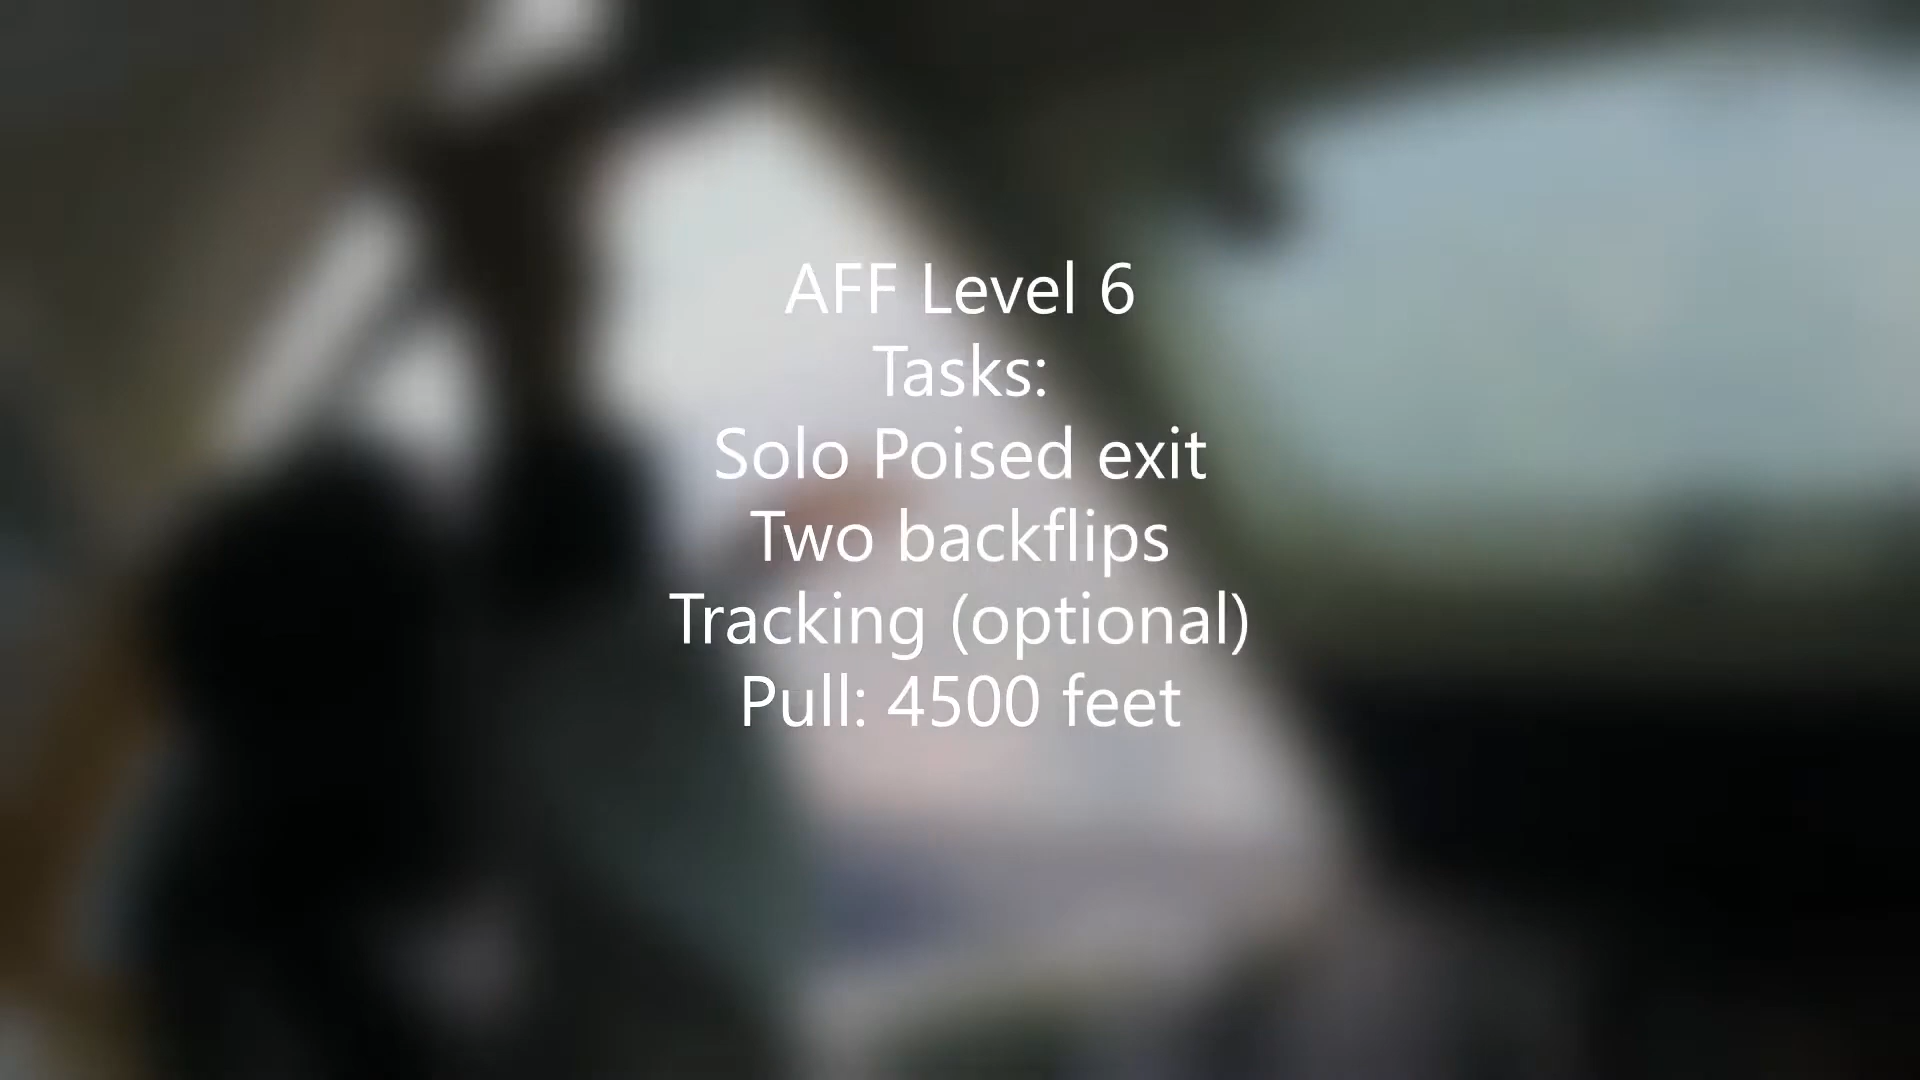 AFF Level 6
Tasks:
Solo Poised exit
Two backflips
Tracking (optional)
Pull: 4500 feet